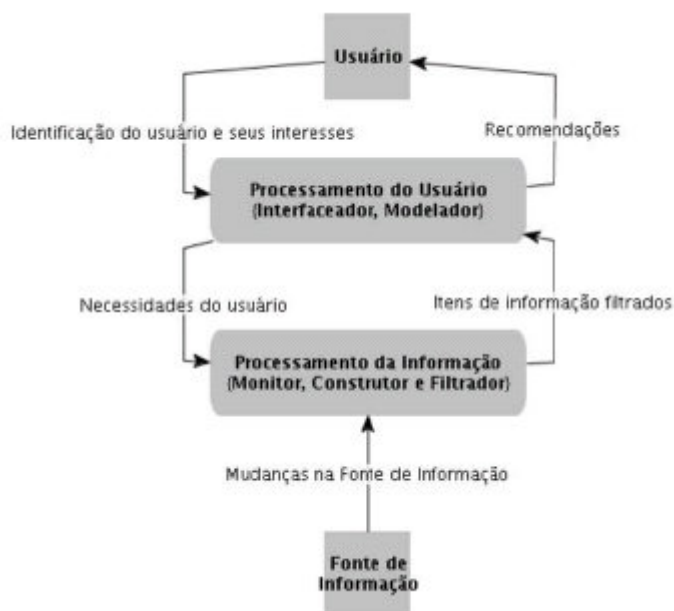 Usuário
Identificação do usuário e seus interesses
Recomendações
Processamento do Usuário
(Interfaceador, Modelador)
Necessidades do usuário
Itens de informação filtrados
Processamento da Informação
(Monitor, Construtor e Filtrador)
Mudanças na Fonte de Informação
Fonte de
Informação